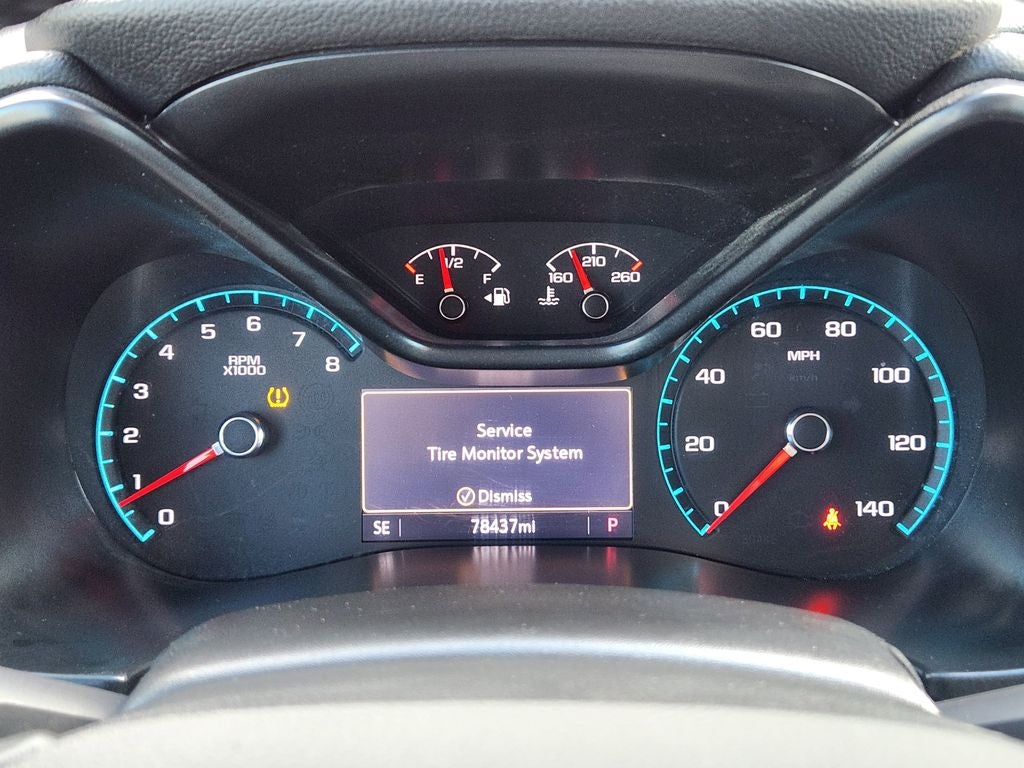 E 1/2 F
160 210 260
0 1 2 3 4 5 6 7 8
RPM
X1000
Service
Tire Monitor System
Dismiss
SE 78437mi P
0 20 40 60 80 100 120 140
MPH
km/h